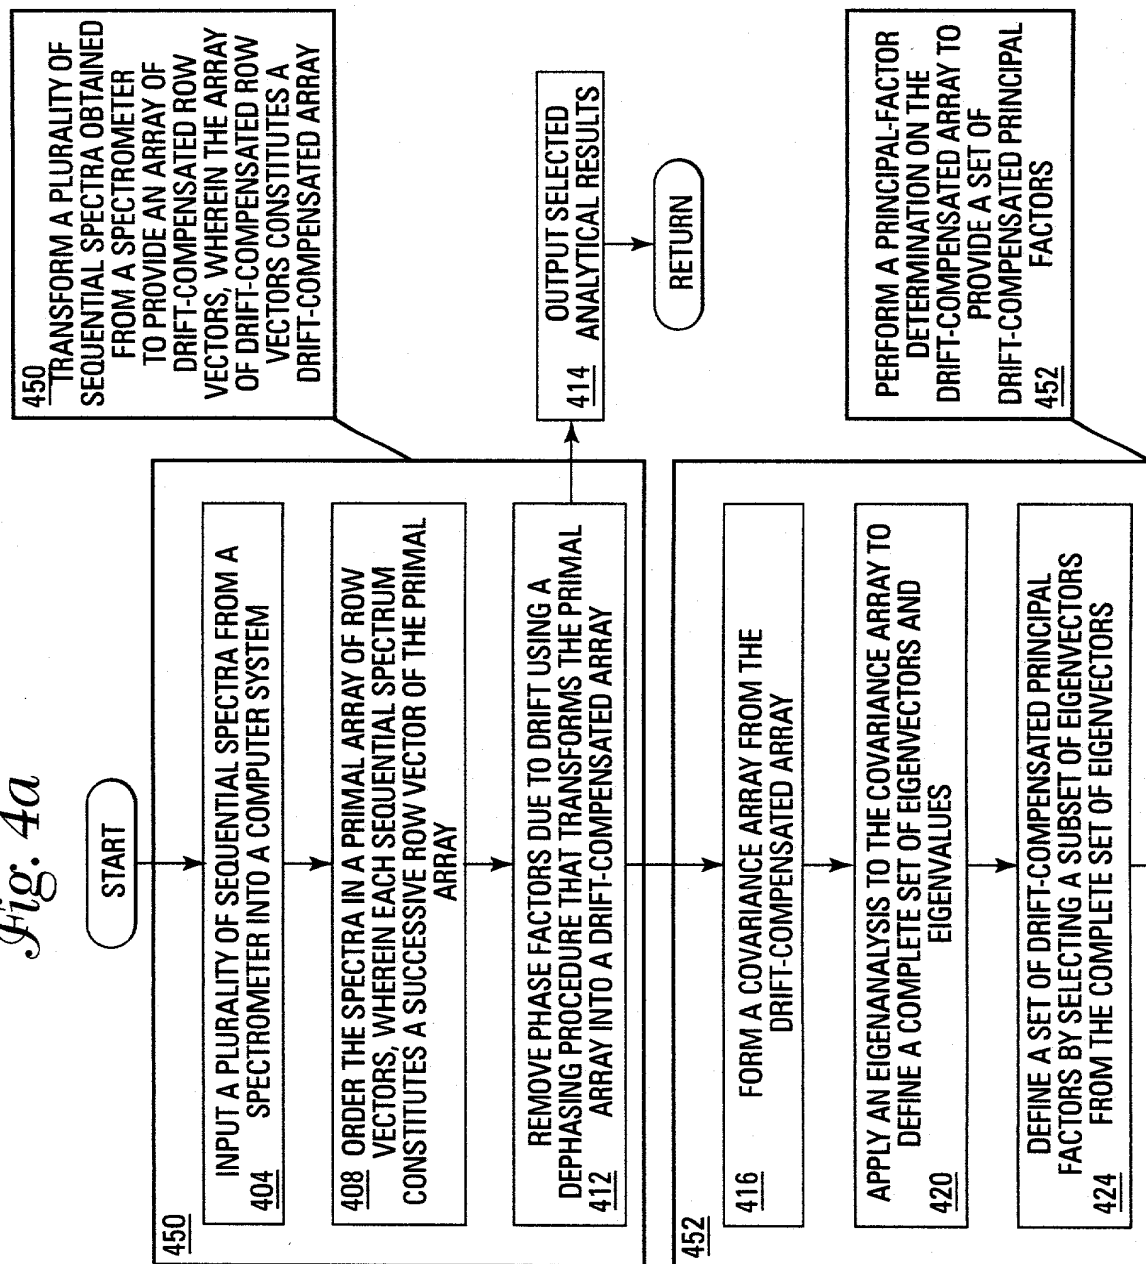 Fig. 4a
START
450
INPUT A PLURALITY OF SEQUENTIAL SPECTRA FROM A
SPECTROMETER INTO A COMPUTER SYSTEM
404
408 ORDER THE SPECTRA IN A PRIMAL ARRAY OF ROW
VECTORS, WHEREIN EACH SEQUENTIAL SPECTRUM
CONSTITUTES A SUCCESSIVE ROW VECTOR OF THE PRIMAL
ARRAY
REMOVE PHASE FACTORS DUE TO DRIFT USING A
DEPHASING PROCEDURE THAT TRANSFORMS THE PRIMAL
412 ARRAY INTO A DRIFT-COMPENSATED ARRAY
450
TRANSFORM A PLURALITY OF
SEQUENTIAL SPECTRA OBTAINED
FROM A SPECTROMETER
TO PROVIDE AN ARRAY OF
DRIFT-COMPENSATED ROW
VECTORS, WHEREIN THE ARRAY
OF DRIFT-COMPENSATED ROW
VECTORS CONSTITUTES A
DRIFT-COMPENSATED ARRAY
OUTPUT SELECTED
414 ANALYTICAL RESULTS
RETURN
452
FORM A COVARIANCE ARRAY FROM THE
416 DRIFT-COMPENSATED ARRAY
APPLY AN EIGENANALYSIS TO THE COVARIANCE ARRAY TO
DEFINE A COMPLETE SET OF EIGENVECTORS AND
420 EIGENVALUES
DEFINE A SET OF DRIFT-COMPENSATED PRINCIPAL
FACTORS BY SELECTING A SUBSET OF EIGENVECTORS
424 FROM THE COMPLETE SET OF EIGENVECTORS
PERFORM A PRINCIPAL-FACTOR
DETERMINATION ON THE
DRIFT-COMPENSATED ARRAY TO
PROVIDE A SET OF
DRIFT-COMPENSATED PRINCIPAL
452 FACTORS